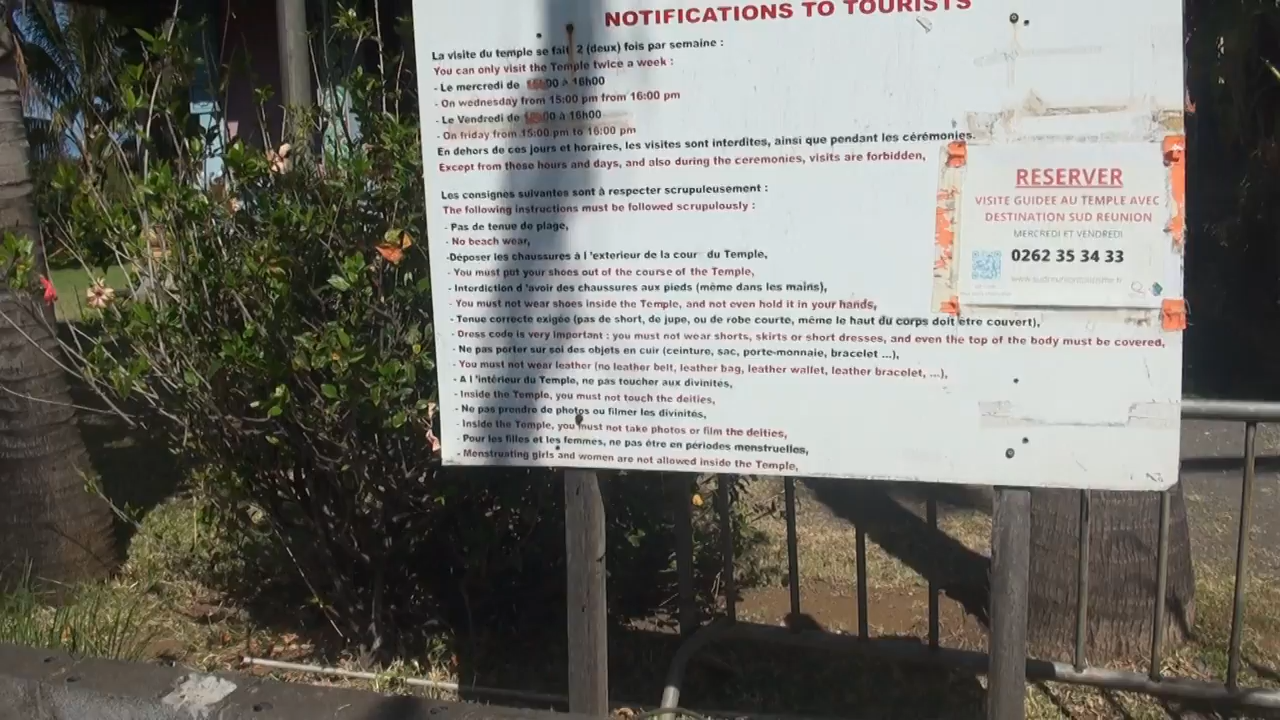 NOTIFICATIONS TO TOURISTS
La visite du temple se fait 2 (deux) fois par semaine :
You can only visit the Temple twice a week :
- Le mercredi de 15h00 à 16h00
- On wednesday from 15:00 pm from 16:00 pm
- Le Vendredi de 15h00 à 16h00
- On friday from.15:00 pm to 16:00 pm
En dehors de ces jours et horaires, les visites sont interdites, ainsi que pendant les cérémonies.
Except from these hours and days, and also during the ceremonies, visits are forbidden,
Les consignes suivantes sont à respecter scrupuleusement :
The following instructions must be followed scrupulously :
- Pas de tenue de plage,
- No beach wear,
-Déposer les chaussures à l'exterieur de la cour du Temple,
- You must put your shoes out of the course of the Temple,
- Interdiction d'avoir des chaussures aux pieds (même dans les mains),
- You must not wear shoes inside the Temple, and not even hold it in your hands,
- Tenue correcte exigée (pas de short, de jupe, ou de robe courte, même le haut du corps doit être couvert),
- Dress code is very important : you must not wear shorts, skirts or short dresses, and even the top of the body must be covered,
- Ne pas porter sur soi des objets en cuir (ceinture, sac, porte-monnaie, bracelet ...),
- You must not wear leather (no leather belt, leather bag, leather wallet, leather bracelet, ...),
- A l'intérieur du Temple, ne pas toucher aux divinités,
- Inside the Temple, you must not touch the deities,
- Ne pas prendre de photos ou filmer les divinités,
- Inside the Temple, you must not take photos or film the deities,
- Pour les filles et les femmes, ne pas être en périodes menstruelles,
- Menstruating girls and women are not allowed inside the Temple,
RESERVER
VISITE GUIDEE AU TEMPLE AVEC
DESTINATION SUD REUNION
MERCREDI ET VENDREDI
0262 35 34 33
www.sudreuniontourisme.fr